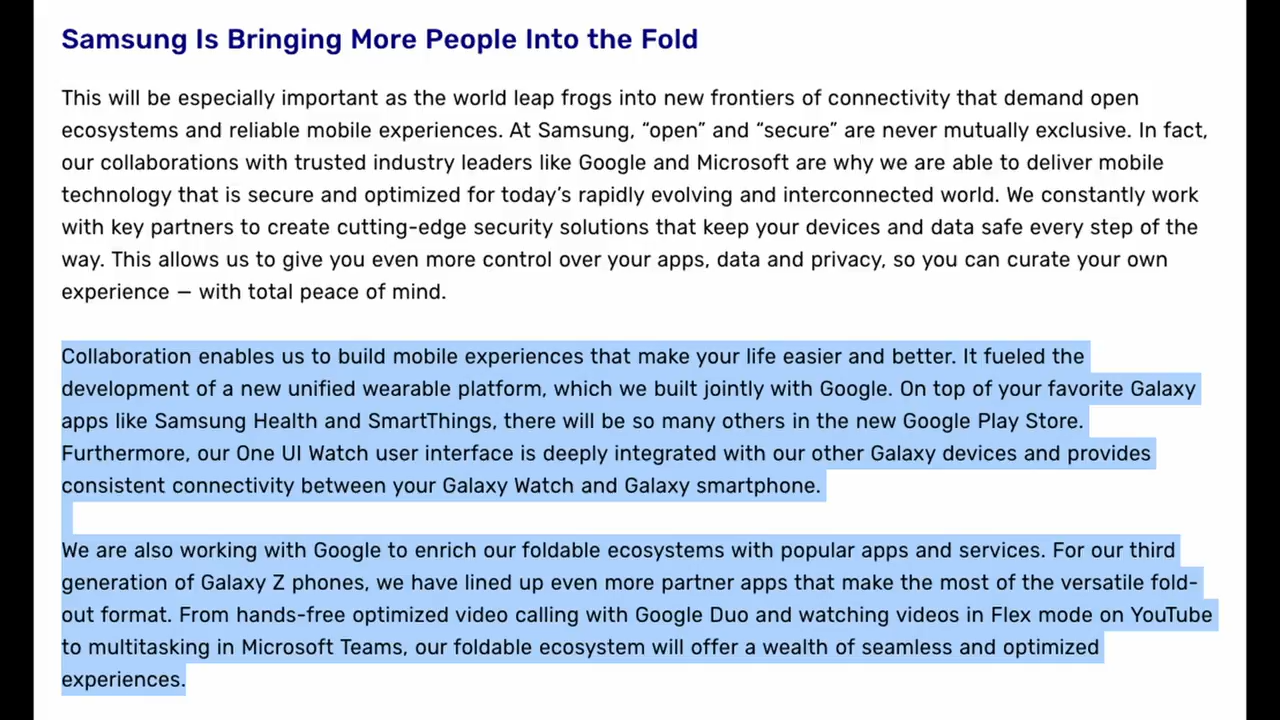 Samsung Is Bringing More People Into the Fold
This will be especially important as the world leap frogs into new frontiers of connectivity that demand open
ecosystems and reliable mobile experiences. At Samsung, “open” and “secure” are never mutually exclusive. In fact,
our collaborations with trusted industry leaders like Google and Microsoft are why we are able to deliver mobile
technology that is secure and optimized for today’s rapidly evolving and interconnected world. We constantly work
with key partners to create cutting-edge security solutions that keep your devices and data safe every step of the
way. This allows us to give you even more control over your apps, data and privacy, so you can curate your own
experience — with total peace of mind.
Collaboration enables us to build mobile experiences that make your life easier and better. It fueled the
development of a new unified wearable platform, which we built jointly with Google. On top of your favorite Galaxy
apps like Samsung Health and SmartThings, there will be so many others in the new Google Play Store.
Furthermore, our One UI Watch user interface is deeply integrated with our other Galaxy devices and provides
consistent connectivity between your Galaxy Watch and Galaxy smartphone.
We are also working with Google to enrich our foldable ecosystems with popular apps and services. For our third
generation of Galaxy Z phones, we have lined up even more partner apps that make the most of the versatile fold-
out format. From hands-free optimized video calling with Google Duo and watching videos in Flex mode on YouTube
to multitasking in Microsoft Teams, our foldable ecosystem will offer a wealth of seamless and optimized
experiences.